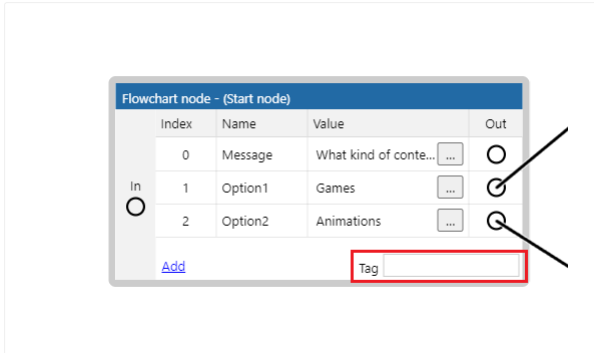 Flowchart node - (Start node)
Index Name Value Out
0 Message What kind of conte... ...
In 1 Option1 Games ...
2 Option2 Animations ...
Add Tag